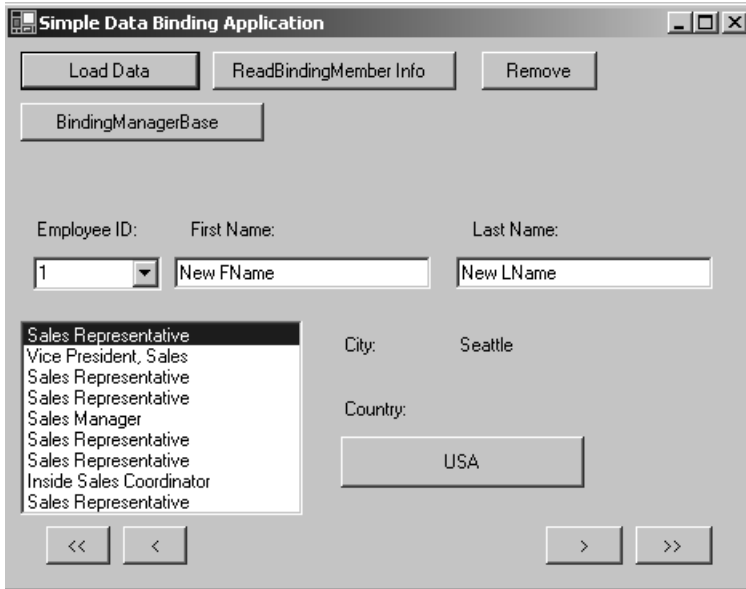 Simple Data Binding Application
Load Data
ReadBindingMember Info
Remove
BindingManagerBase
Employee ID:
First Name:
Last Name:
1
New FName
New LName
Sales Representative
Vice President, Sales
Sales Representative
Sales Representative
Sales Manager
Sales Representative
Sales Representative
Inside Sales Coordinator
Sales Representative
City:
Seattle
Country:
USA
<<
<
>
>>